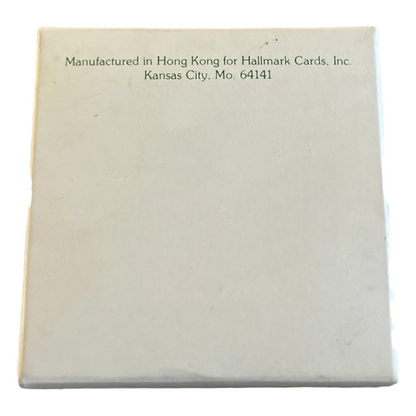 Manufactured in Hong Kong for Hallmark Cards, Inc.
Kansas City, Mo. 64141